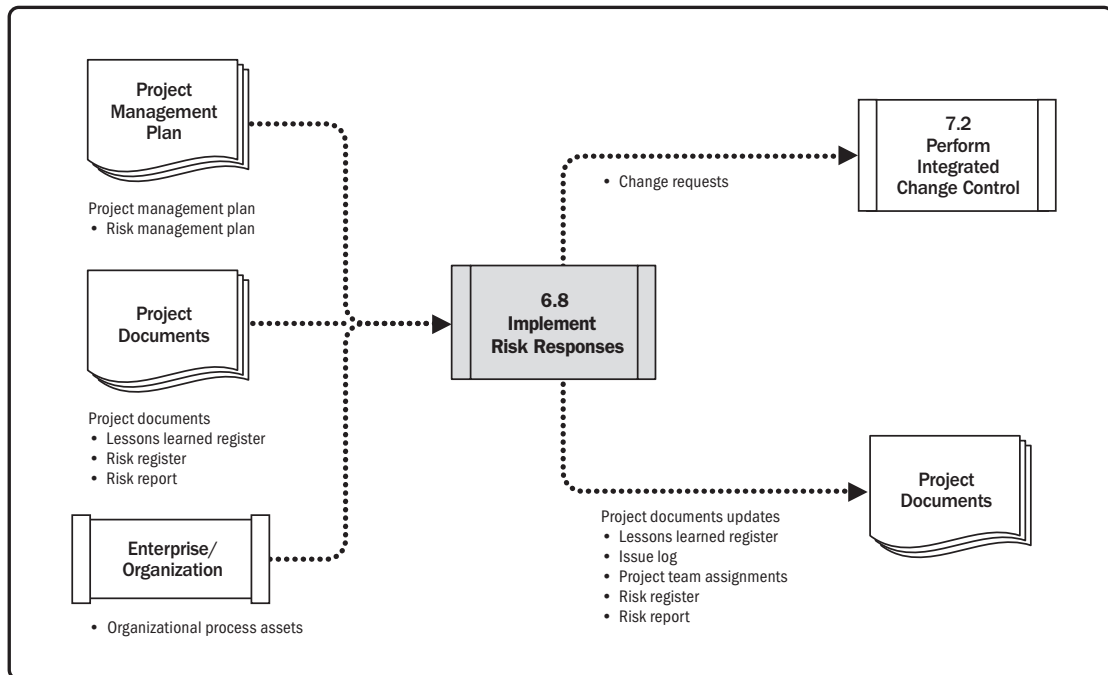 Project
Management
Plan
Project management plan
• Risk management plan
Project
Documents
Project documents
• Lessons learned register
• Risk register
• Risk report
Enterprise/
Organization
• Organizational process assets
6.8
Implement
Risk Responses
• Change requests
7.2
Perform
Integrated
Change Control
Project documents updates
• Lessons learned register
• Issue log
• Project team assignments
• Risk register
• Risk report
Project
Documents